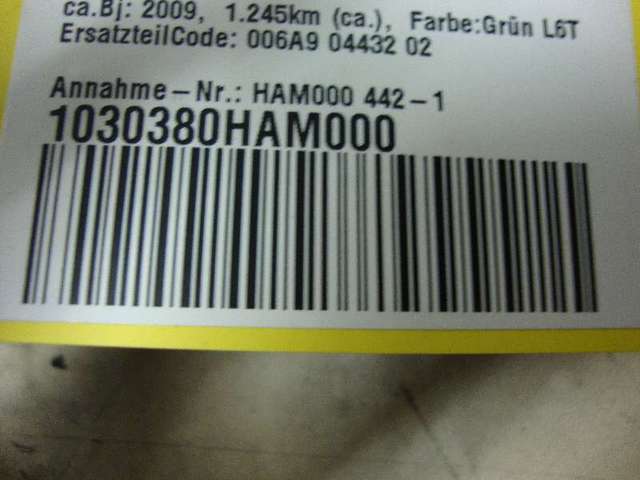 ca.Bj: 2009, 1.245km (ca.), Farbe:Grün L6T
ErsatzteilCode: 006A9 04432 02
Annahme-Nr.: HAM000 442-1
1030380HAM000